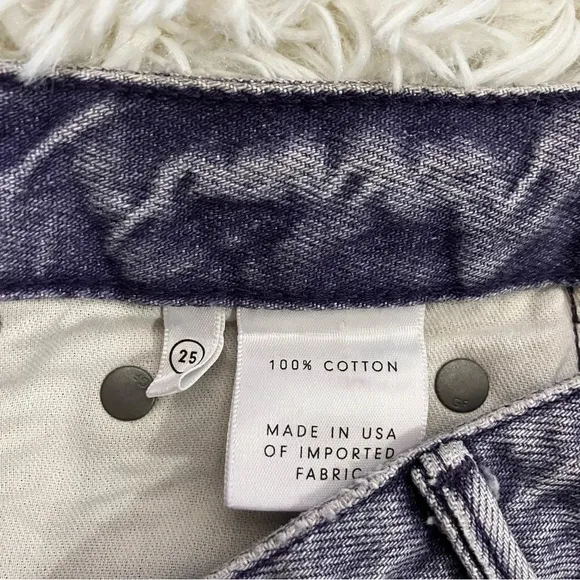 25
100% COTTON
MADE IN USA
OF IMPORTED
FABRIC